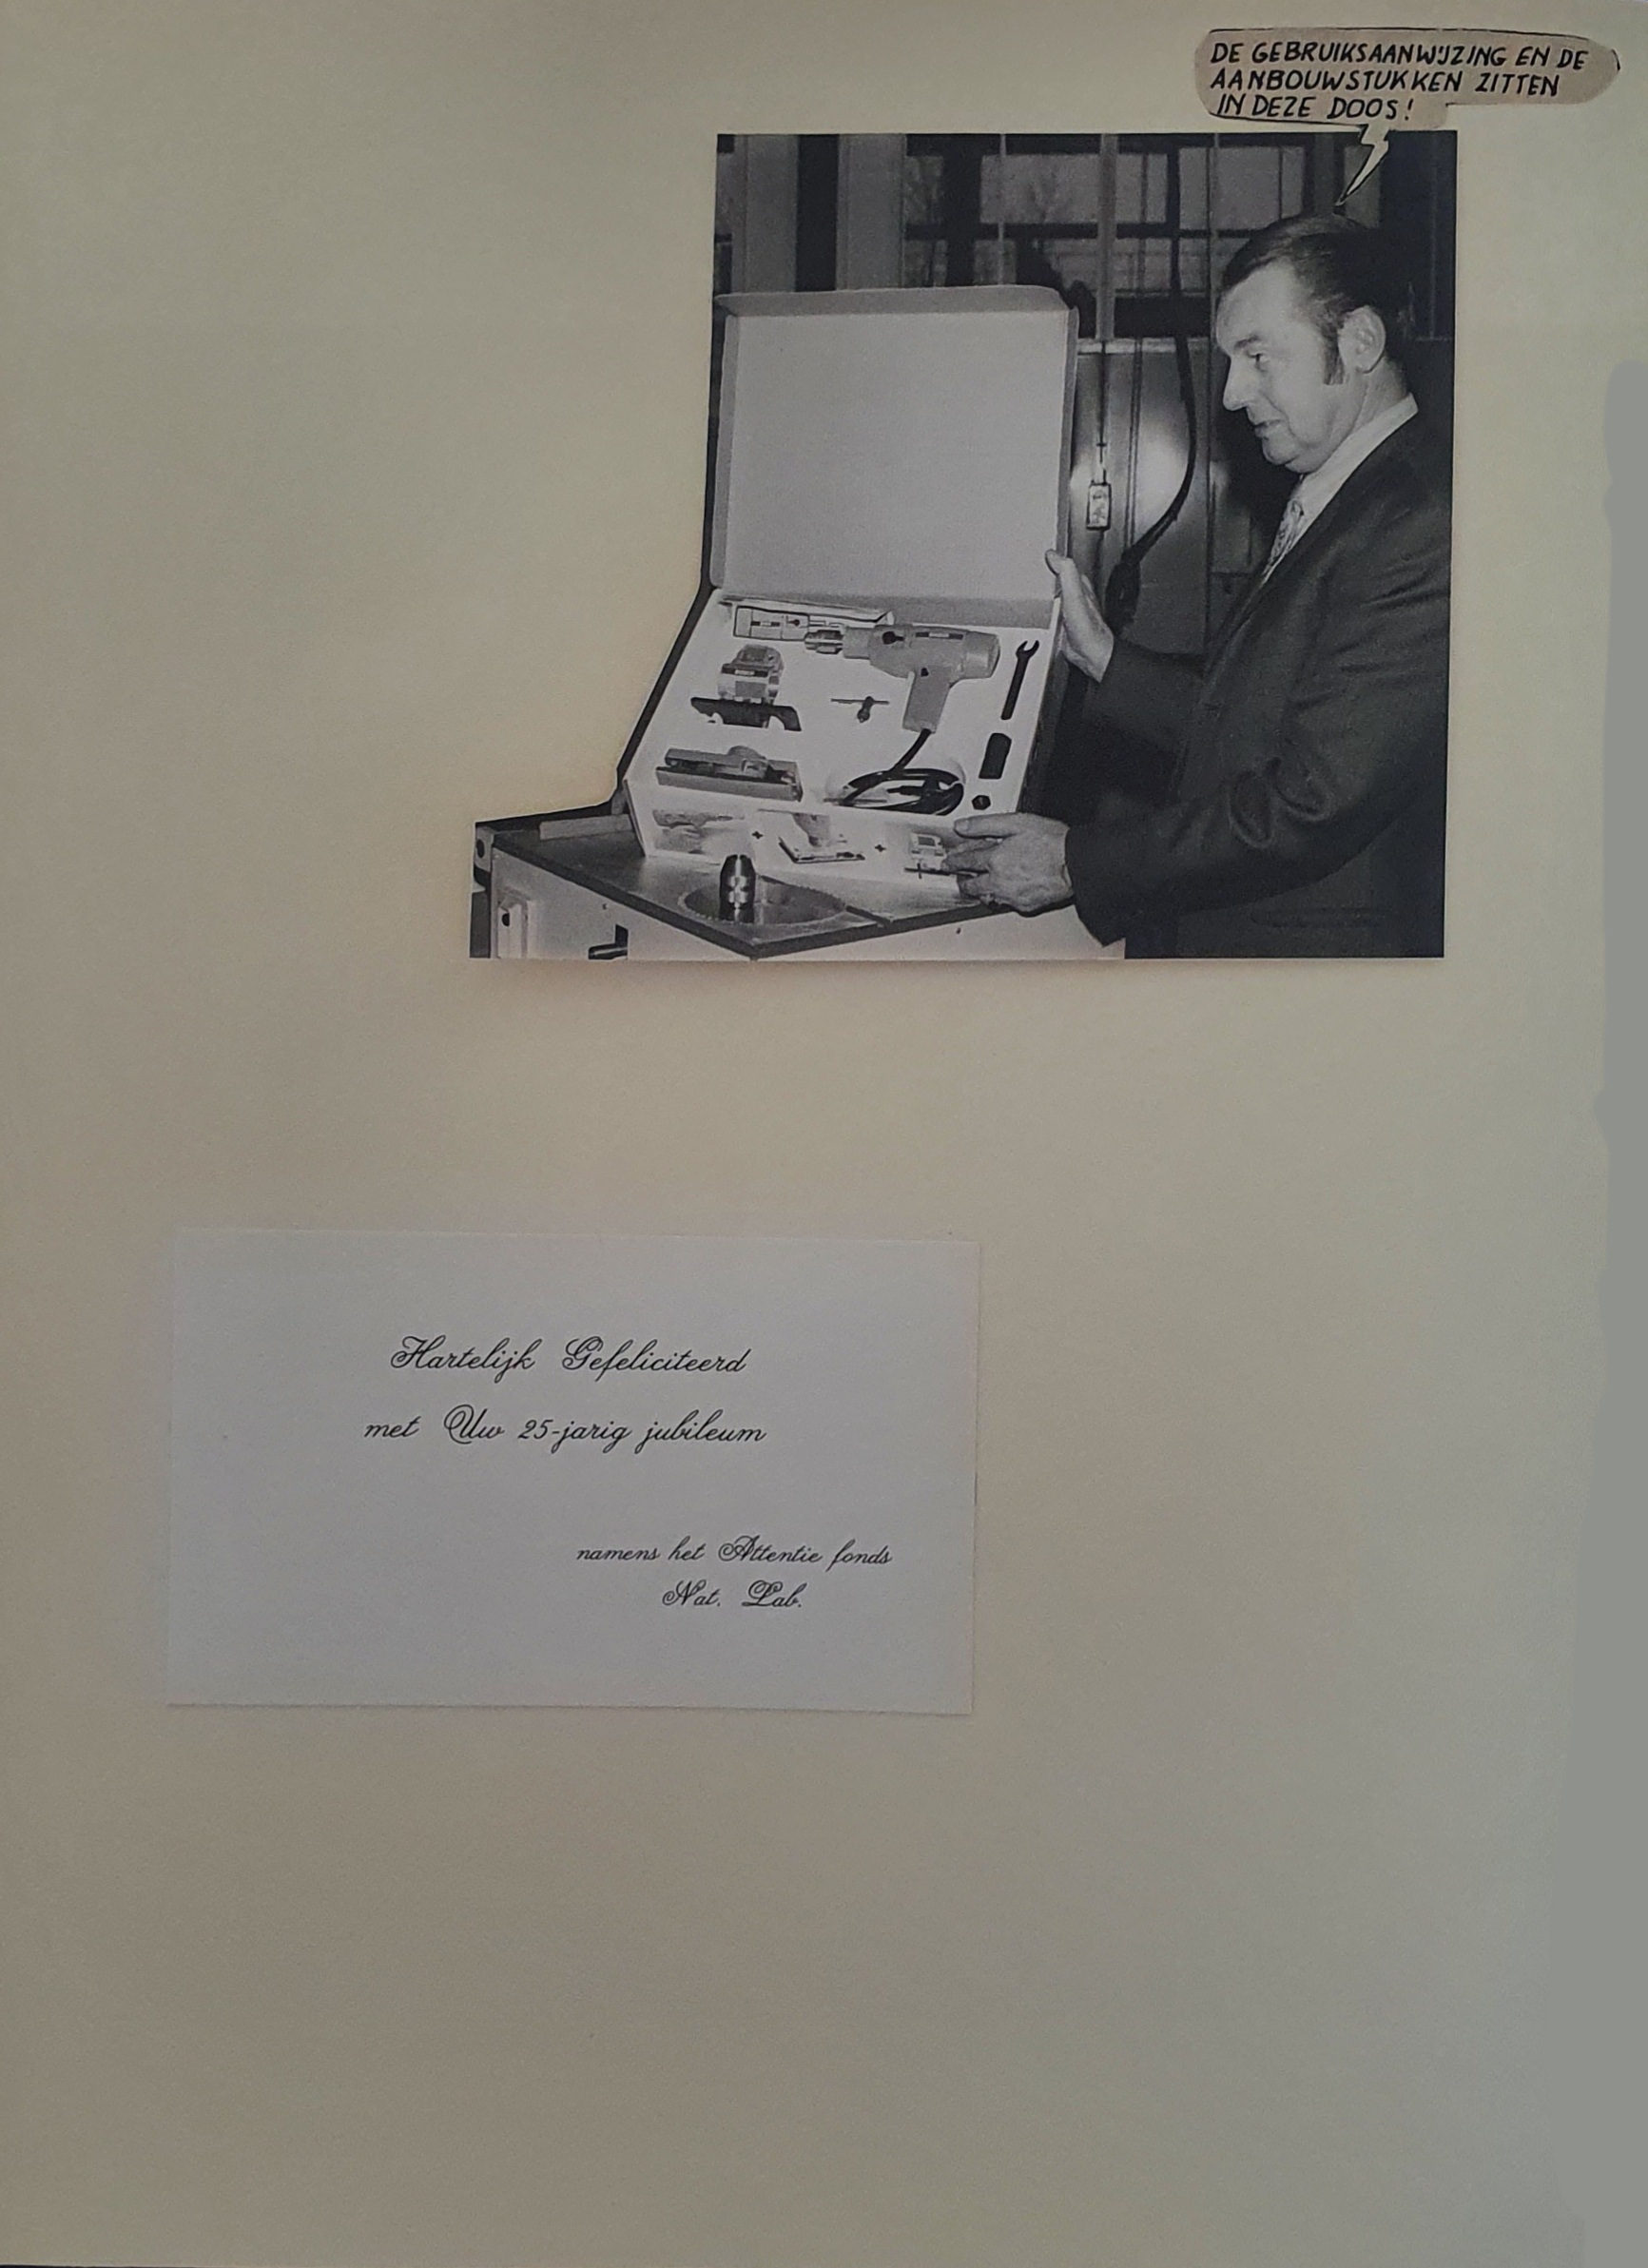 DE GEBRUIKSAANWIJZING EN DE
AANBOUWSTUKKEN ZITTEN
IN DEZE DOOS!
Hartelijk Gefeliciteerd
met Uw 25-jarig jubileum
namens het Attentie fonds
Nat. Lab.